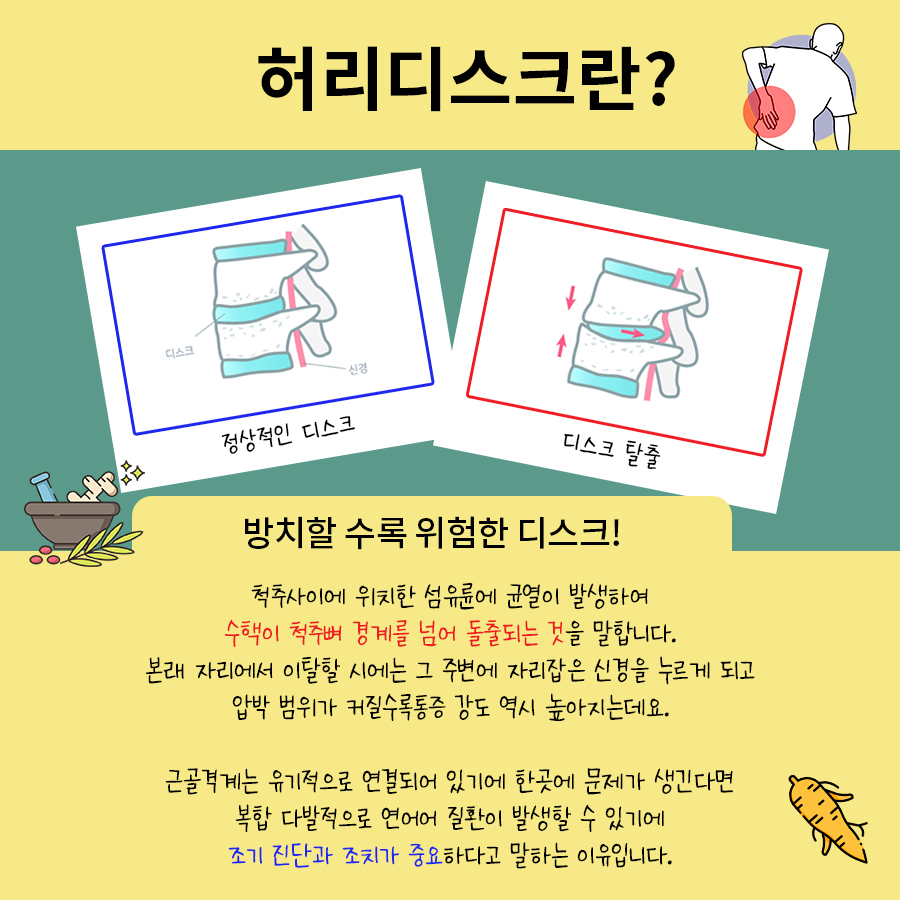 허리디스크란?
디스크
신경
정상적인 디스크
디스크 탈출
방치할 수록 위험한 디스크!
척추사이에 위치한 섬유륜에 균열이 발생하여
수핵이 척추뼈 경계를 넘어 돌출되는 것을 말합니다.
본래 자리에서 이탈할 시에는 그 주변에 자리잡은 신경을 누르게 되고
압박 범위가 커질수록통증 강도 역시 높아지는데요.
근골격계는 유기적으로 연결되어 있기에 한곳에 문제가 생긴다면
복합 다발적으로 연어어 질환이 발생할 수 있기에
조기 진단과 조치가 중요하다고 말하는 이유입니다.